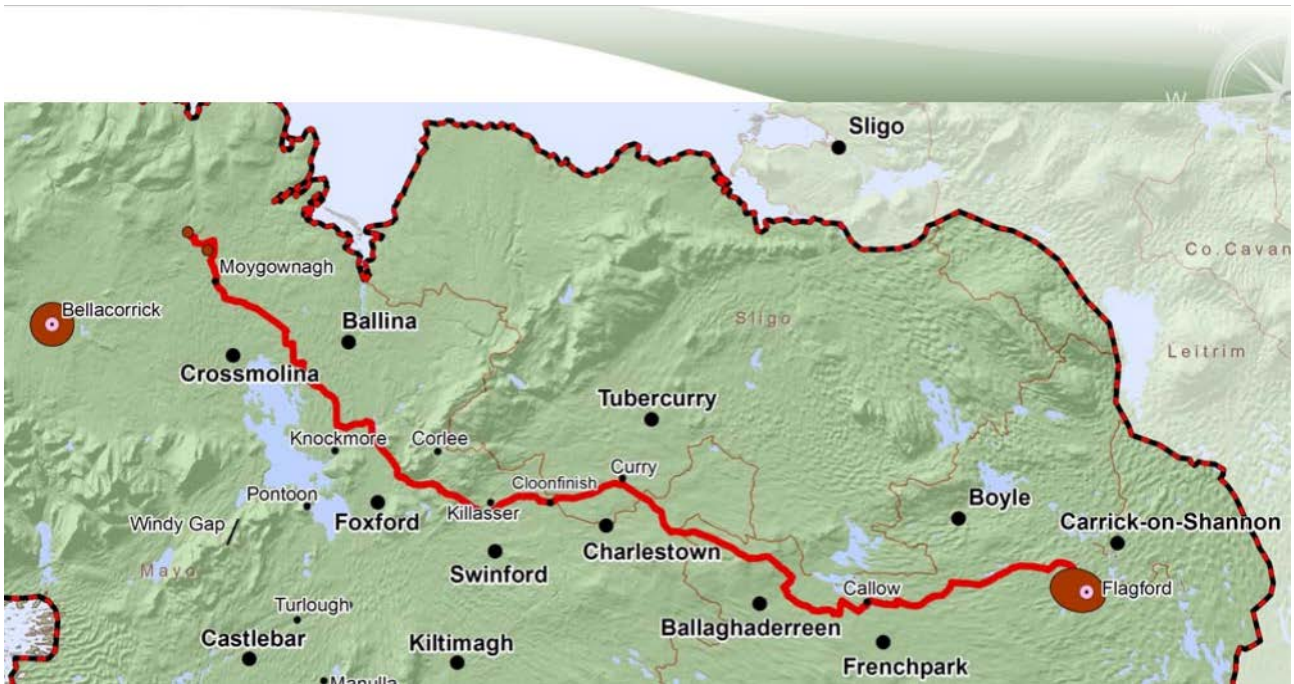 W
Sligo
Co.Cavan
Moygownagh
Bellacorrick
Ballina
Sligo
Leitrim
Crossmolina
Tubercurry
Knockmore
Corlee
Curry
Cloonfinish
Pontoon
Killasser
Boyle
Windy Gap
Foxford
Carrick-on-Shannon
Charlestown
Swinford
Mayo
Callow
Flagford
Turlough
Ballaghaderreen
Castlebar
Kiltimagh
Frenchpark
Manulla